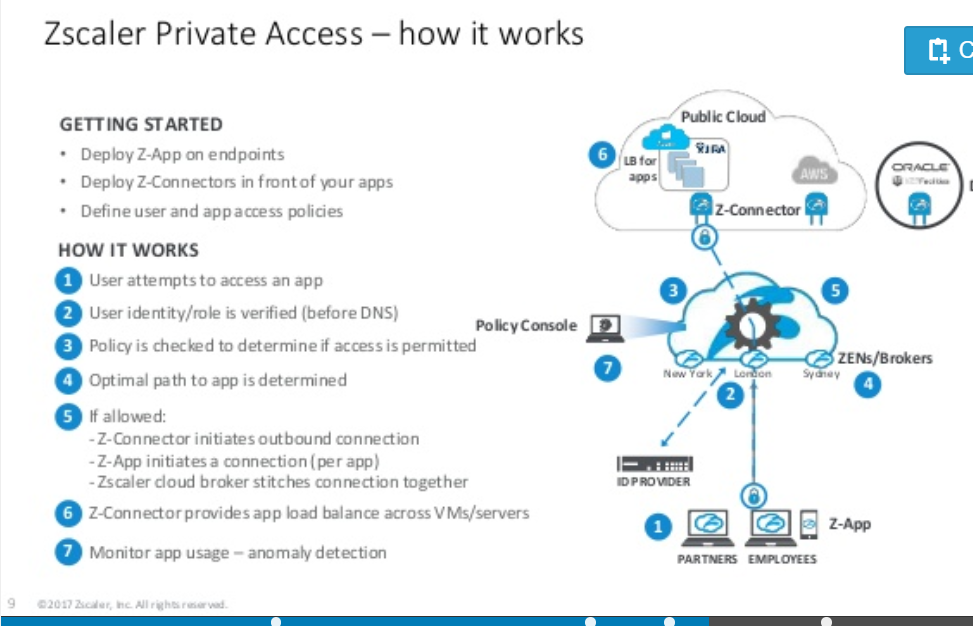 Zscaler Private Access – how it works
C
GETTING STARTED
• Deploy Z-App on endpoints
• Deploy Z-Connectors in front of your apps
• Define user and app access policies
HOW IT WORKS
1 User attempts to access an app
2 User identity/role is verified (before DNS)
3 Policy is checked to determine if access is permitted
4 Optimal path to app is determined
5 If allowed:
- Z-Connector initiates outbound connection
- Z-App initiates a connection (per app)
- Zscaler cloud broker stitches connection together
6 Z-Connector provides app load balance across VMs/servers
7 Monitor app usage – anomaly detection
Public Cloud
6
LB for
apps
AWS
Z-Connector
ORACLE
D
3
5
Policy Console
7
ZENs/Brokers
New York
London
Sydney
4
2
ID PROVIDER
1
Z-App
PARTNERS
EMPLOYEES
9
©2017 Zscaler, Inc. All rights reserved.